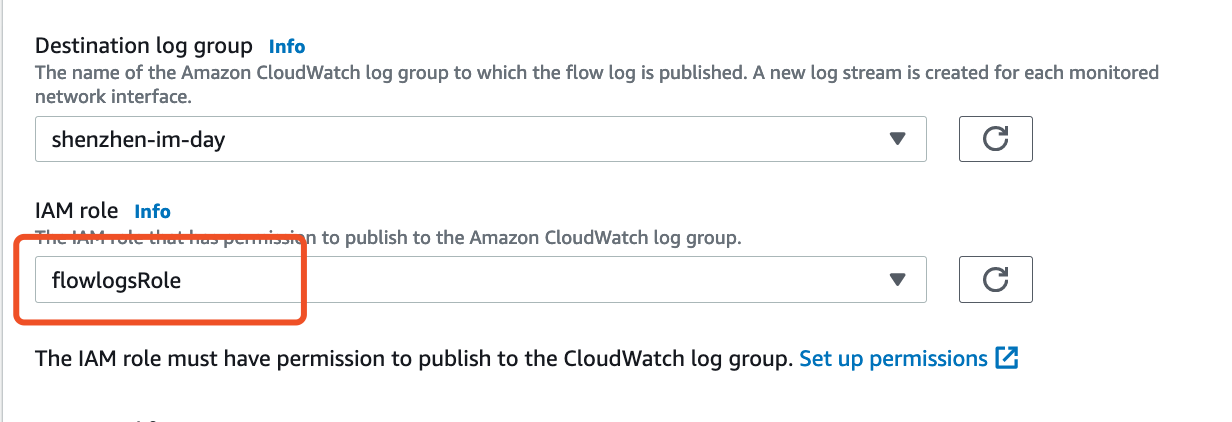 Destination log group Info
The name of the Amazon CloudWatch log group to which the flow log is published. A new log stream is created for each monitored
network interface.
shenzhen-im-day
IAM role Info
The IAM role that has permission to publish to the Amazon CloudWatch log group.
flowlogsRole
The IAM role must have permission to publish to the CloudWatch log group. Set up permissions